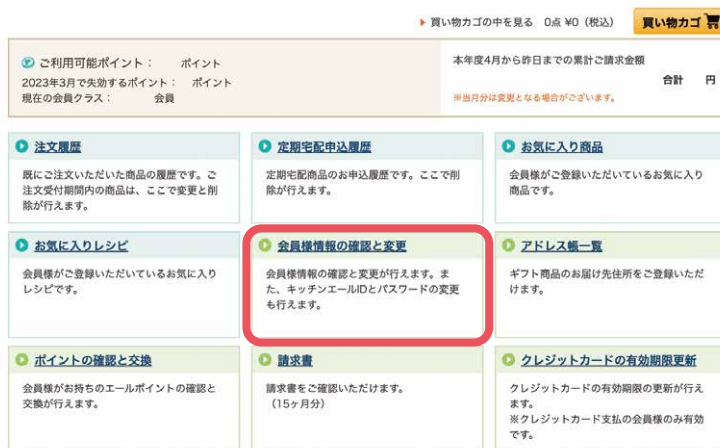 買い物カゴの中を見る 0点 ¥0（税込）
買い物カゴ
ご利用可能ポイント： ポイント
2023年3月で失効するポイント： ポイント
現在の会員クラス： 会員
本年度4月から昨日までの累計ご請求金額
合計 円
※当月分は変更となる場合がございます。
注文履歴
既にご注文いただいた商品の履歴です。ご
注文受付期間内の商品は、ここで変更と削
除が行えます。
定期宅配申込履歴
定期宅配商品のお申込履歴です。ここで削
除が行えます。
お気に入り商品
会員様がご登録いただいているお気に入り
商品です。
お気に入りレシピ
会員様がご登録いただいているお気に入り
レシピです。
会員様情報の確認と変更
会員様情報の確認と変更が行えます。ま
た、キッチンエールIDとパスワードの変更
も行えます。
アドレス帳一覧
ギフト商品のお届け先住所をご登録いただ
けます。
ポイントの確認と交換
会員様がお持ちのエールポイントの確認と
交換が行えます。
請求書
請求書をご確認いただけます。
（15ヶ月分）
クレジットカードの有効期限更新
クレジットカードの有効期限の更新が行え
ます。
※クレジットカード支払の会員様のみ有効
です。